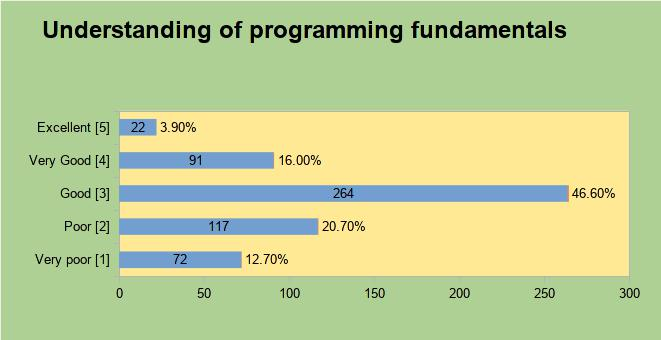 Understanding of programming fundamentals
Excellent [5] 22 3.90%
Very Good [4] 91 16.00%
Good [3] 264 46.60%
Poor [2] 117 20.70%
Very poor [1] 72 12.70%
0 50 100 150 200 250 300